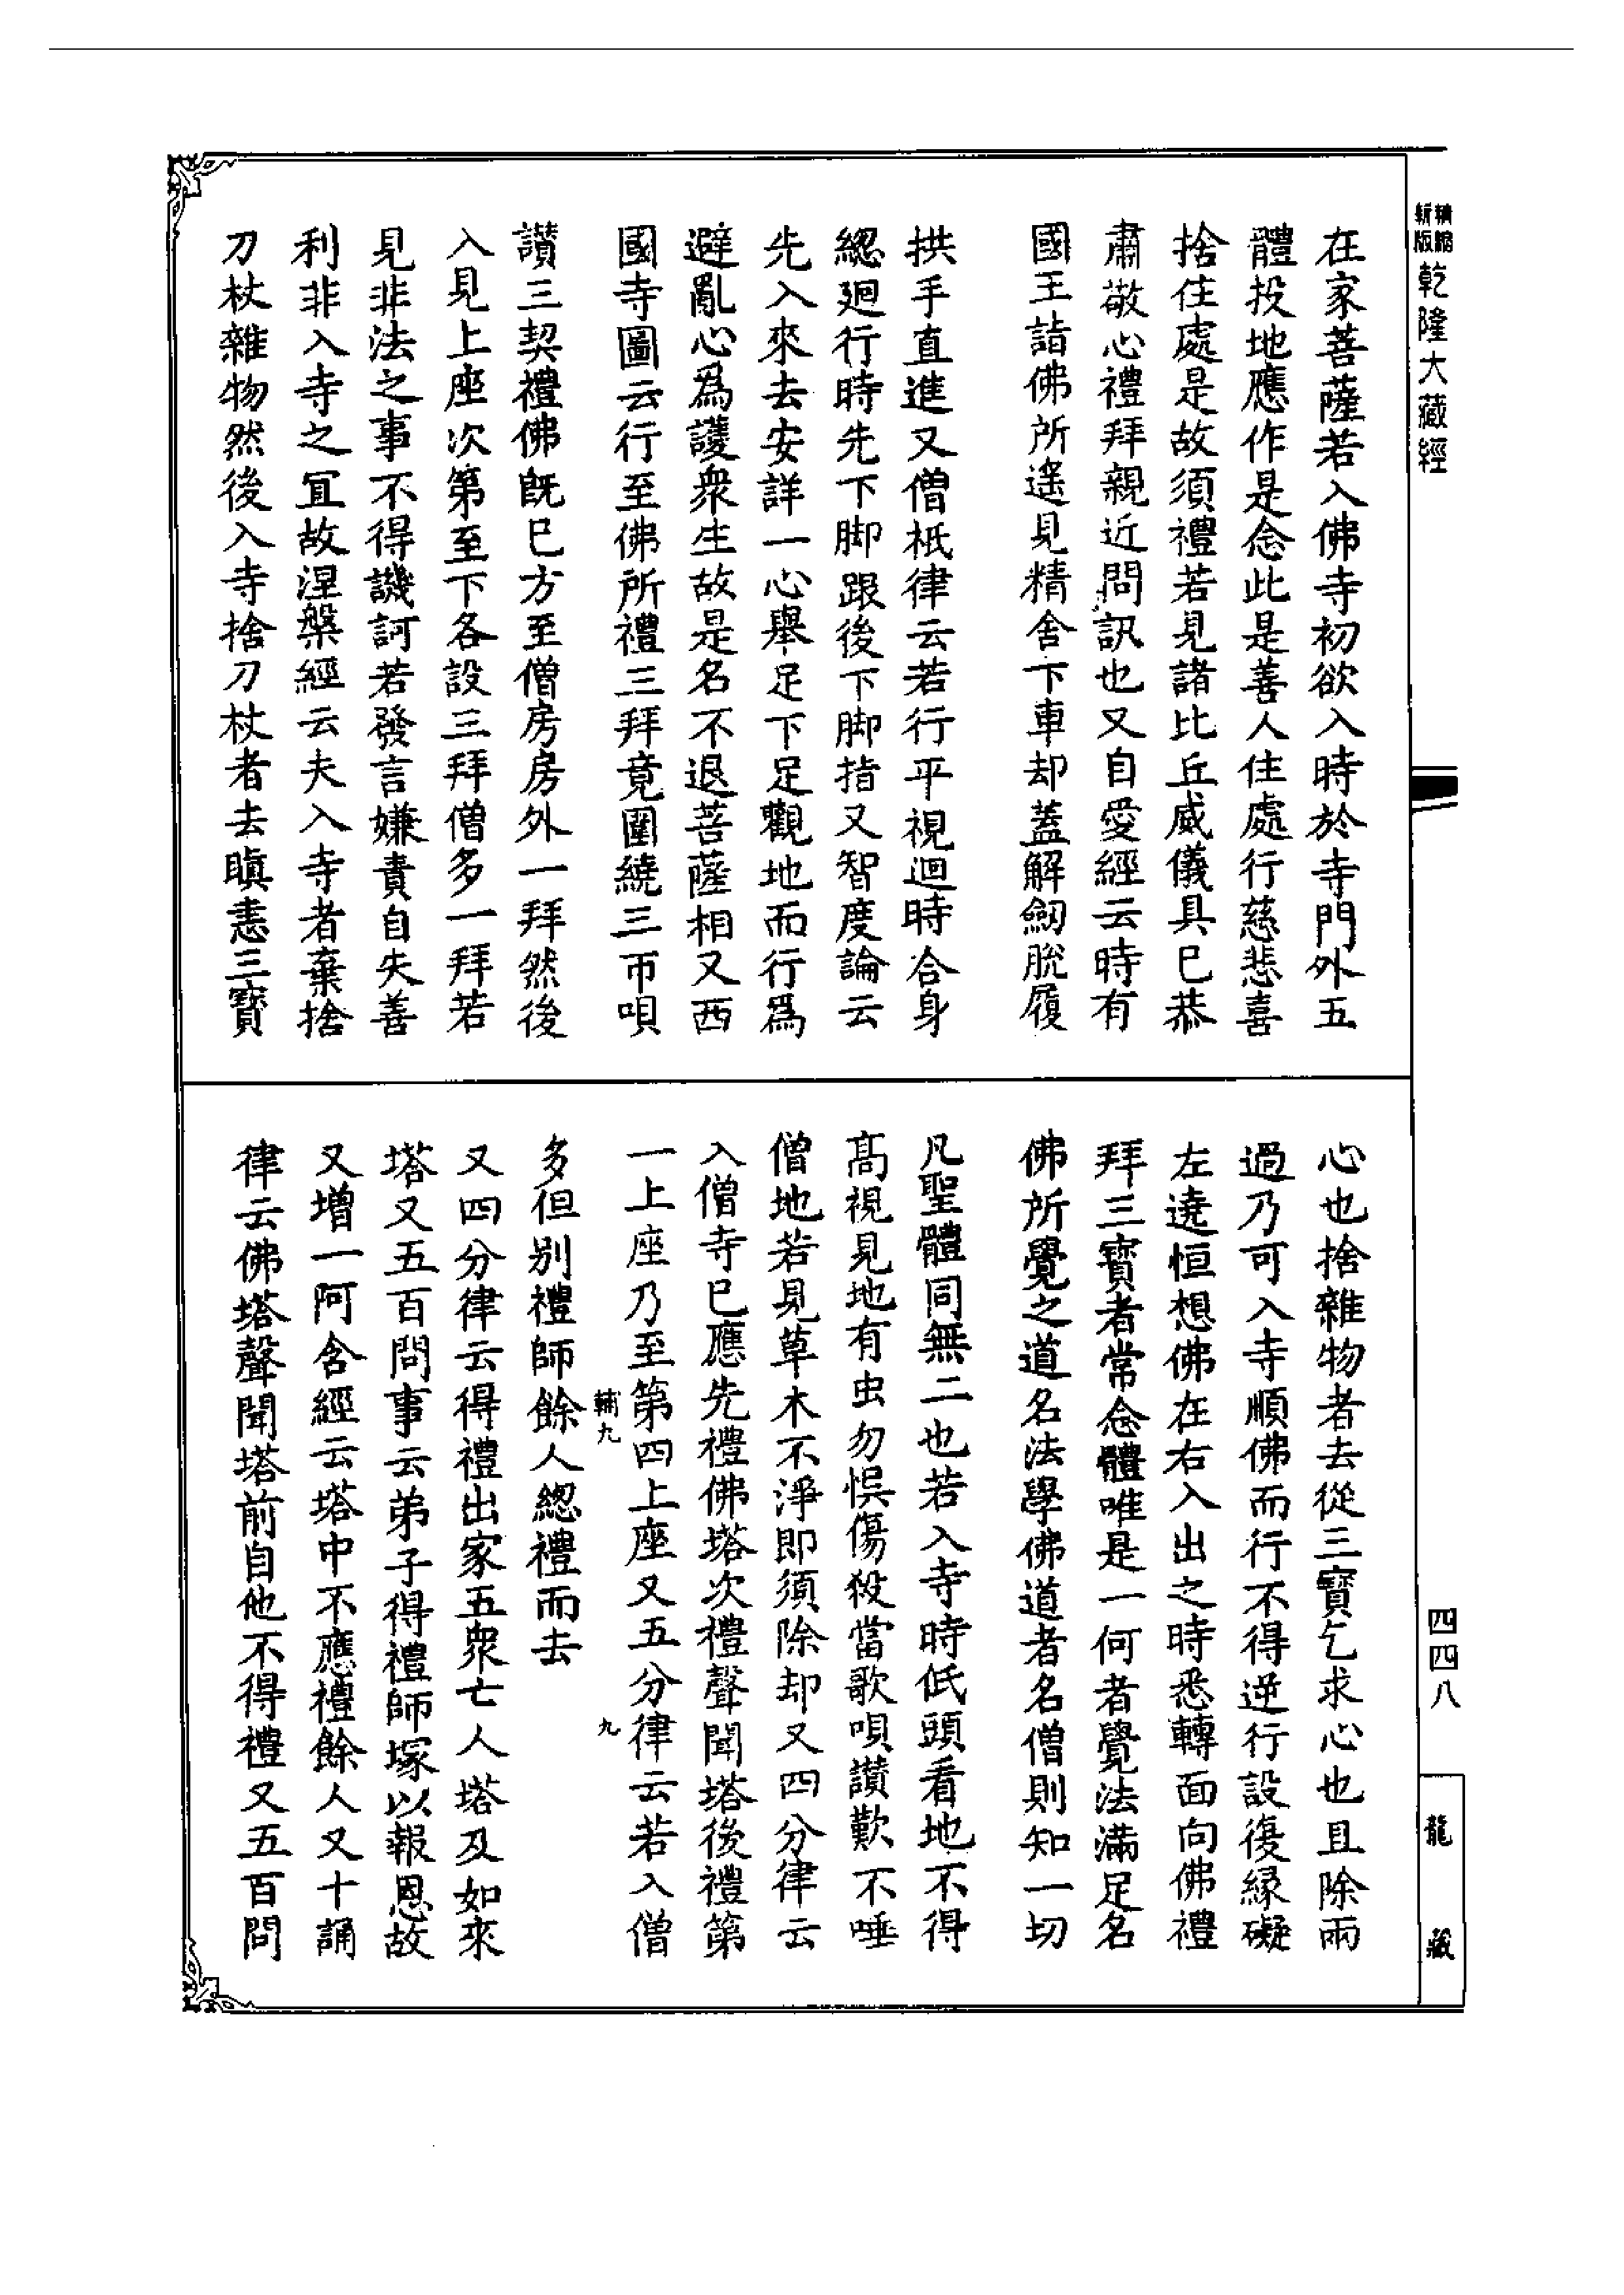 精縮新版乾隆大藏經
在家菩薩若入佛寺初欲入時於寺門外五
體投地應作是念此是善人住處行慈悲喜
捨住處是故須禮若見諸比丘威儀具已恭
肅敬心禮拜親近問訊也又自愛經云時有
國王詣佛所遙見精舍下車却蓋解劒脫履
拱手直進又僧祇律云若行平視迴時合身
緫廻行時先下脚跟後下脚指又智度論云
先入來去安詳一心舉足下足觀地而行爲
避亂心爲護衆生故是名不退菩薩相又西
國寺圖云行至佛所禮三拜竟圍繞三帀唄
讚三契禮佛旣已方至僧房房外一拜然後
入見上座次第至下各設三拜僧多一拜若
見非法之事不得譏訶若發言嫌責自失善
利非入寺之冝故涅槃經云夫入寺者棄捨
刀杖雜物然後入寺捨刀杖者去瞋恚三寶
心也捨雜物者去從三寶乞求心也且除兩
過乃可入寺順佛而行不得逆行設復緣礙
左遶恒想佛在右入出之時悉轉面向佛禮
拜三寶者常念體唯是一何者覺法滿足名
佛所覺之道名法學佛道者名僧則知一切
凡聖體同無二也若入寺時低頭看地不得
髙視見地有虫勿悞傷殺當歌唄讚歎不唾
僧地若見草木不淨即須除却又四分律云
入僧寺已應先禮佛塔次禮聲聞塔後禮第
一上座乃至第四上座又五分律云若入僧
輔九
九
多但别禮師餘人緫禮而去
又四分律云得禮出家五衆亡人塔及如來
塔又五百問事云弟子得禮師塚以報恩故
又增一阿含經云塔中不應禮餘人又十誦
律云佛塔聲聞塔前自他不得禮又五百問
四四八
龍藏